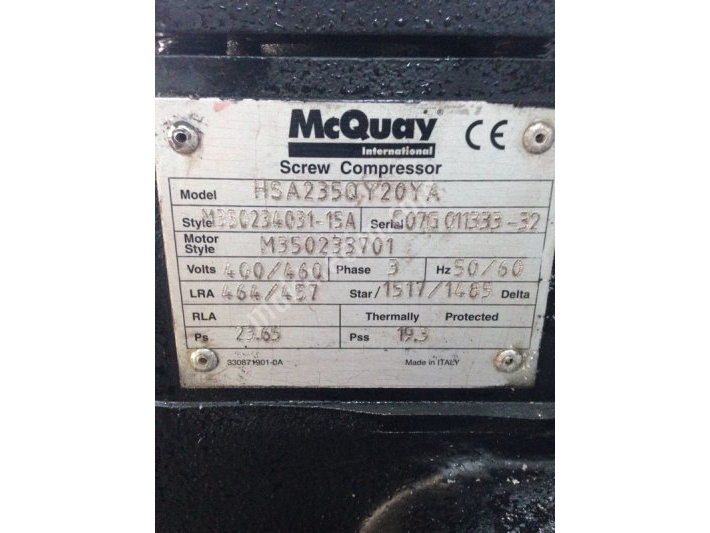 McQuay
International
CE
Screw Compressor
Model HSA235QY20YA
Style M330234031-15A Serial S07G011333-32
Motor Style M350233701
Volts 400/460 Phase 3 Hz 50/60
LRA 464/457 Star/ 1517/1485 Delta
RLA Thermally Protected
Ps 23.65 Pss 19.3
330871901-0A Made in ITALY